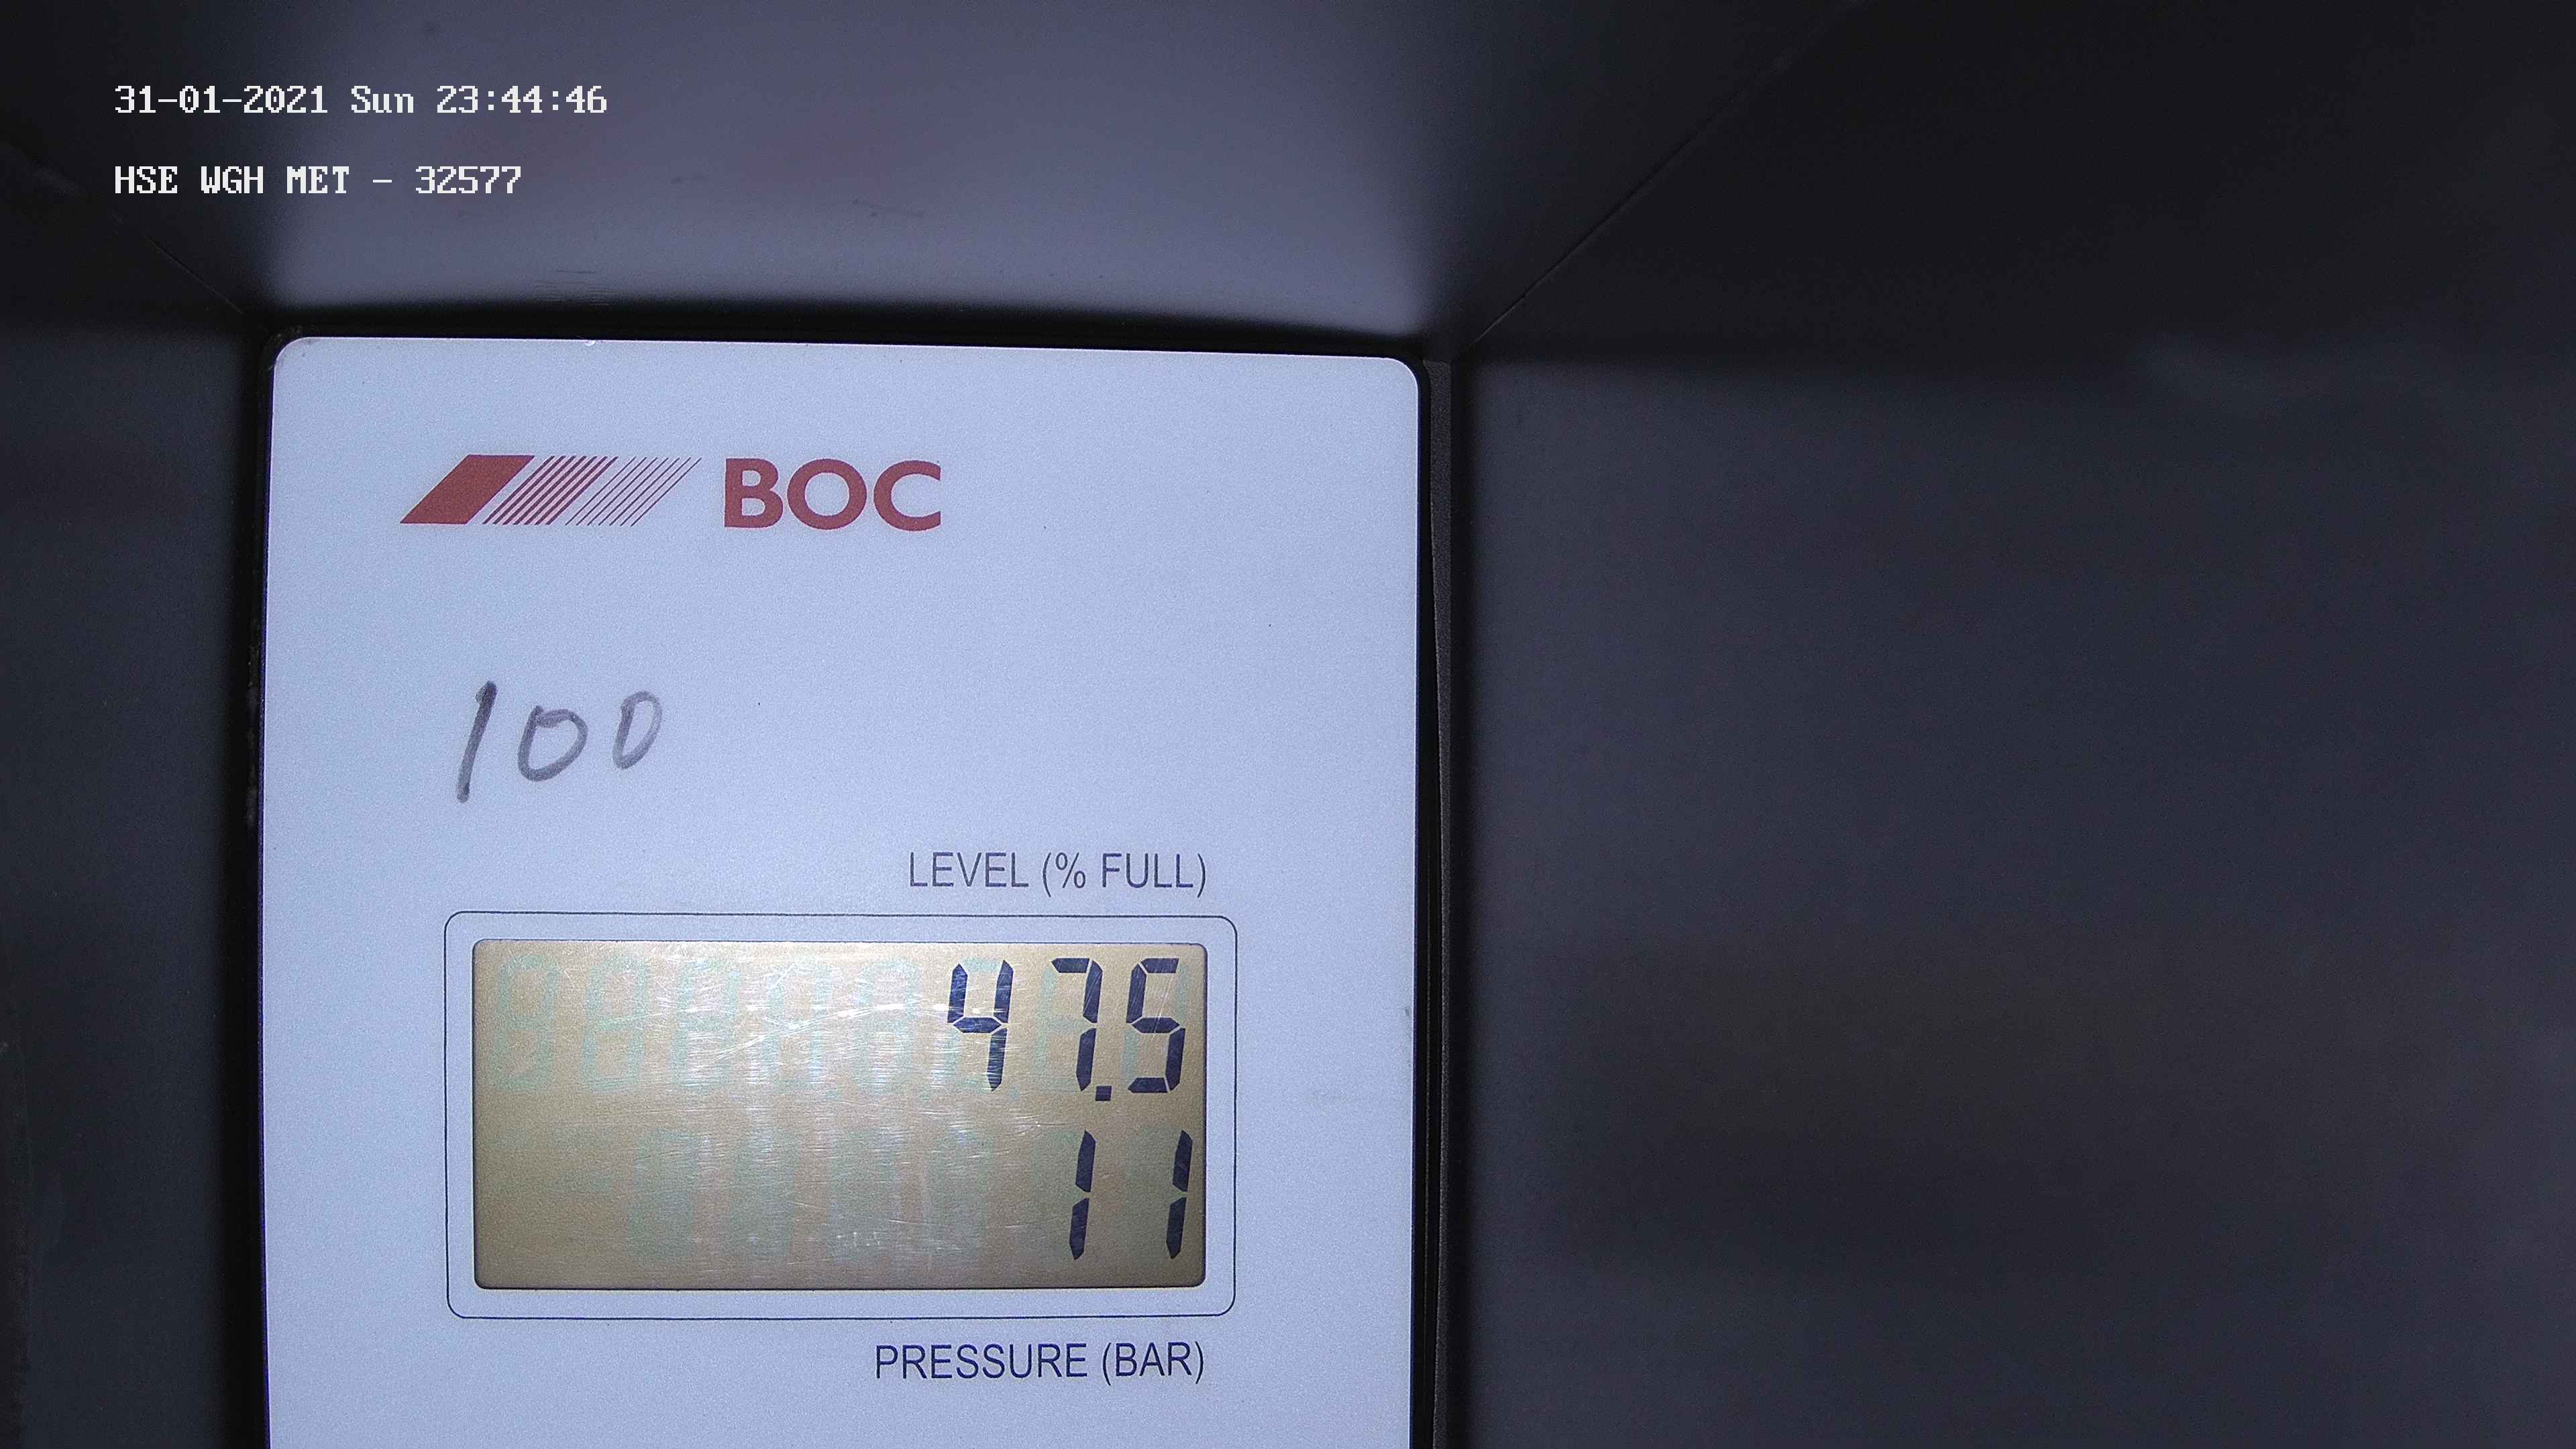 31-01-2021 Sun 23:44:46
HSE WGH MET - 32577
BOC
100
LEVEL (% FULL)
47.5
11
PRESSURE (BAR)